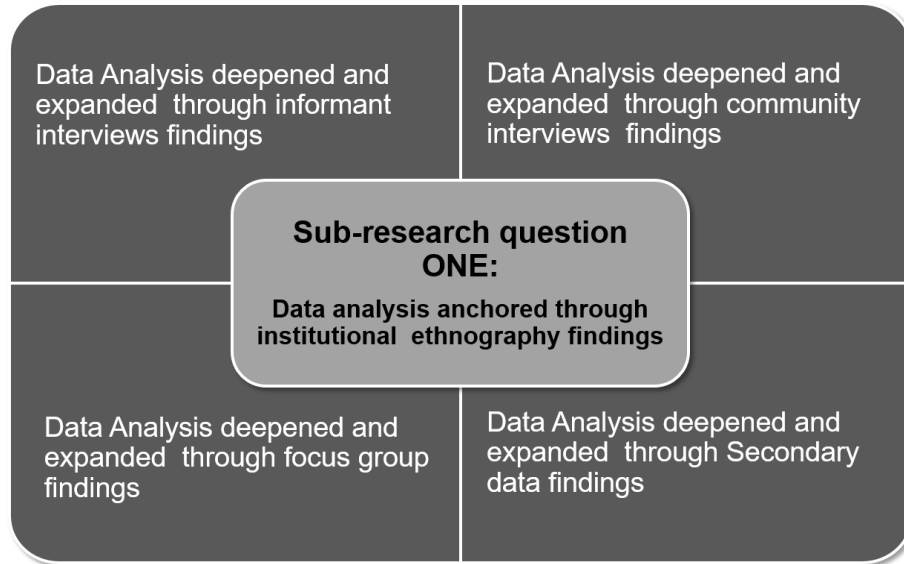 Data Analysis deepened and
expanded  through informant
interviews findings
Data Analysis deepened and
expanded  through community
interviews  findings
Sub-research question
ONE:
Data analysis anchored through
institutional  ethnography findings
Data Analysis deepened and
expanded  through focus group
findings
Data Analysis deepened and
expanded  through Secondary
data findings